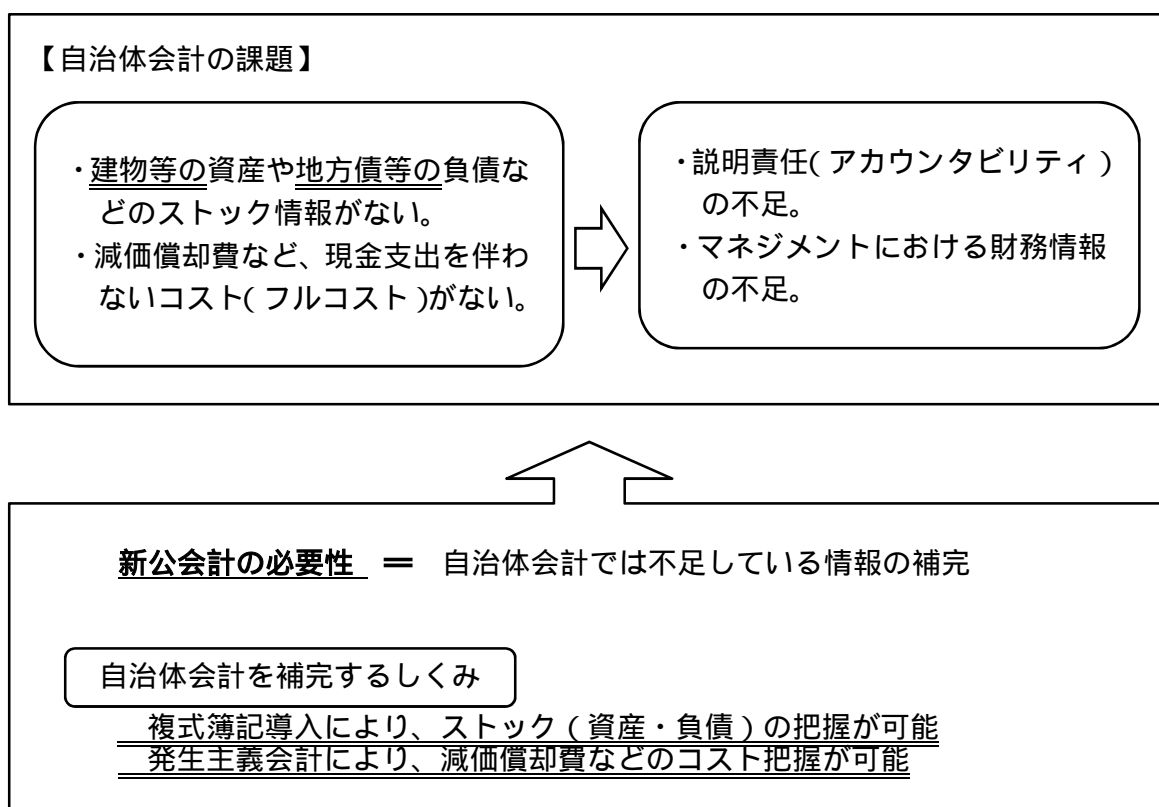 【自治体会計の課題】
・建物等の資産や地方債等の負債な
どのストック情報がない。
・減価償却費など、現金支出を伴わ
ないコスト(フルコスト)がない。
・説明責任(アカウンタビリティ)
の不足。
・マネジメントにおける財務情報
の不足。
新公会計の必要性 ＝ 自治体会計では不足している情報の補完
自治体会計を補完するしくみ
複式簿記導入により、ストック(資産・負債)の把握が可能
発生主義会計により、減価償却費などのコスト把握が可能